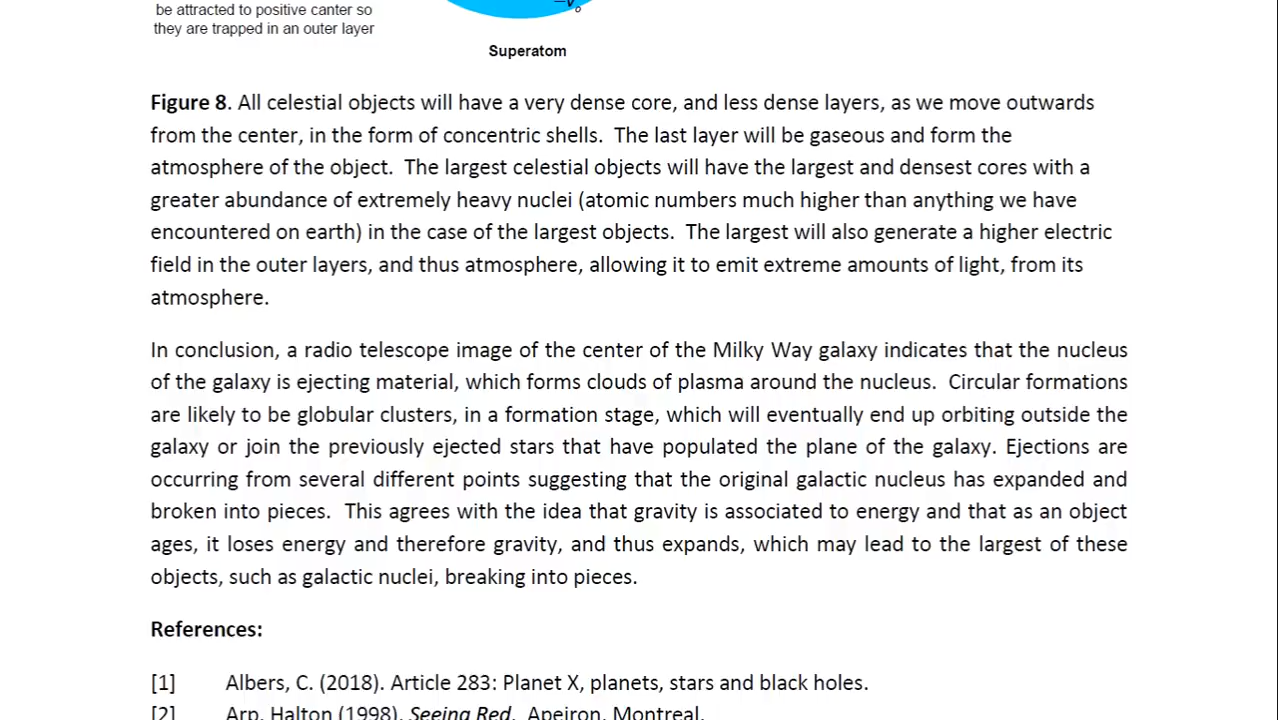 be attracted to positive canter so
they are trapped in an outer layer
Superatom
Figure 8. All celestial objects will have a very dense core, and less dense layers, as we move outwards
from the center, in the form of concentric shells. The last layer will be gaseous and form the
atmosphere of the object. The largest celestial objects will have the largest and densest cores with a
greater abundance of extremely heavy nuclei (atomic numbers much higher than anything we have
encountered on earth) in the case of the largest objects. The largest will also generate a higher electric
field in the outer layers, and thus atmosphere, allowing it to emit extreme amounts of light, from its
atmosphere.
In conclusion, a radio telescope image of the center of the Milky Way galaxy indicates that the nucleus
of the galaxy is ejecting material, which forms clouds of plasma around the nucleus. Circular formations
are likely to be globular clusters, in a formation stage, which will eventually end up orbiting outside the
galaxy or join the previously ejected stars that have populated the plane of the galaxy. Ejections are
occurring from several different points suggesting that the original galactic nucleus has expanded and
broken into pieces. This agrees with the idea that gravity is associated to energy and that as an object
ages, it loses energy and therefore gravity, and thus expands, which may lead to the largest of these
objects, such as galactic nuclei, breaking into pieces.
References:
[1] Albers, C. (2018). Article 283: Planet X, planets, stars and black holes.
[2] Arp, Halton (1998). Seeing Red. Apeiron, Montreal.